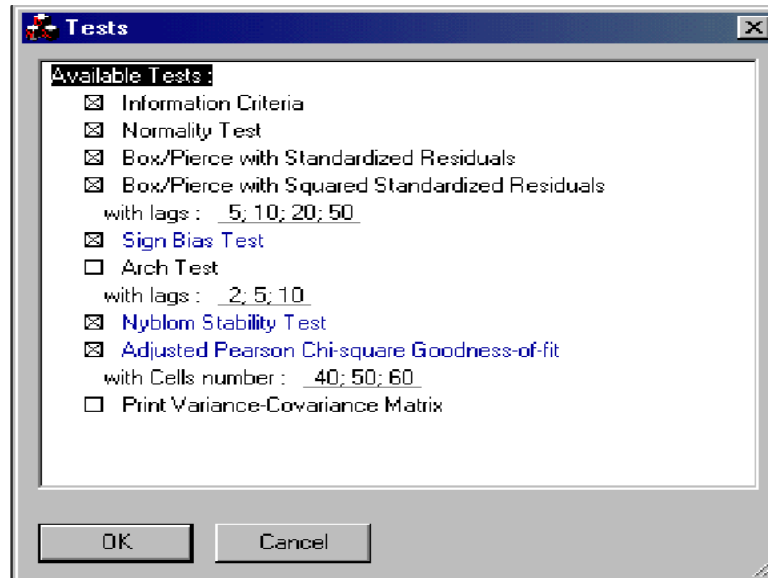 Tests
Available Tests :
Information Criteria
Normality Test
Box/Pierce with Standardized Residuals
Box/Pierce with Squared Standardized Residuals
with lags : 5; 10; 20; 50
Sign Bias Test
Arch Test
with lags : 2; 5; 10
Nyblom Stability Test
Adjusted Pearson Chi-square Goodness-of-fit
with Cells number : 40; 50; 60
Print Variance-Covariance Matrix
OK Cancel